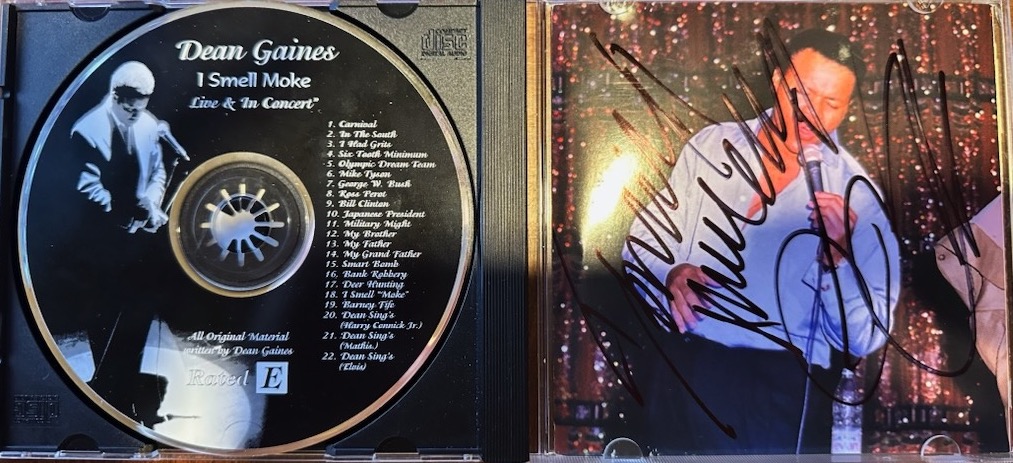 COMPACT
disc
DIGITAL AUDIO
Dean Gaines
I Smell Moke
Live & In Concert"
1. Carnival
2. In The South
3. I Had Grits
4. Six Tooth Minimum
5. Olympic Dream Team
6. Mike Tyson
7. George W. Bush
8. Ross Perot
9. Bill Clinton
10. Japanese President
11. Military Might
12. My Brother
13. My Father
14. My Grand Father
15. Smart Bomb
16. Bank Robbery
17. Deer Hunting
18. I Smell "Moke"
19. Barney Fife
20. Dean Sing's
(Harry Connick Jr.)
21. Dean Sing's
(Mathis.)
22. Dean Sing's
(Elvis)
All Original Material
written by Dean Gaines
Rated E